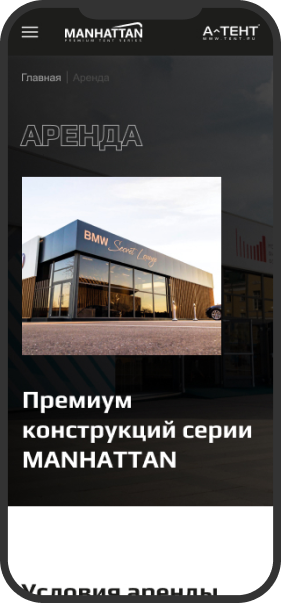 MANHATTAN
PREMIUM TENT SERIES
А-ТЕНТ
WWW.TENT.RU
Главная | Аренда
АРЕНДА
BMW Secret Lounge
Премиум
конструкций серии
MANHATTAN
Условия аренды